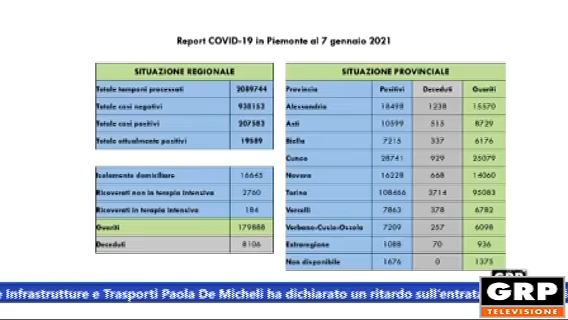 Report COVID-19 in Piemonte al 7 gennaio 2021
SITUAZIONE REGIONALE
Totale tamponi processati 2089744
Totale casi negativi 938153
Totale casi positivi 207583
Totale attualmente positivi 19589
Isolamento domiciliare 16645
Ricoverati non in terapia intensiva 2760
Ricoverati in terapia intensiva 184
Guariti 179888
Deceduti 8106
SITUAZIONE PROVINCIALE
Provincia Positivi Deceduti Guariti
Alessandria 18498 1238 15570
Asti 10599 515 8729
Biella 7215 337 6176
Cuneo 28741 929 25079
Novara 16228 668 14060
Torino 108466 3714 95083
Vercelli 7863 378 6782
Verbano-Cusio-Ossola 7209 257 6098
Extraregione 1088 70 936
Non disponibile 1676 0 1375
e Infrastrutture e Trasporti Paola De Micheli ha dichiarato un ritardo sull'entrat
GRP
TELEVISIONE